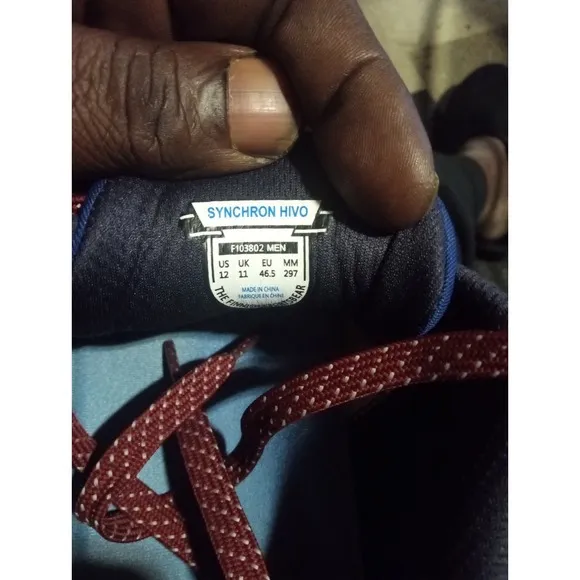 SYNCHRON HIVO
F103802 MEN
US UK EU MM
12 11 46.5 297
MADE IN CHINA
FABRIQUE EN CHINE
THE